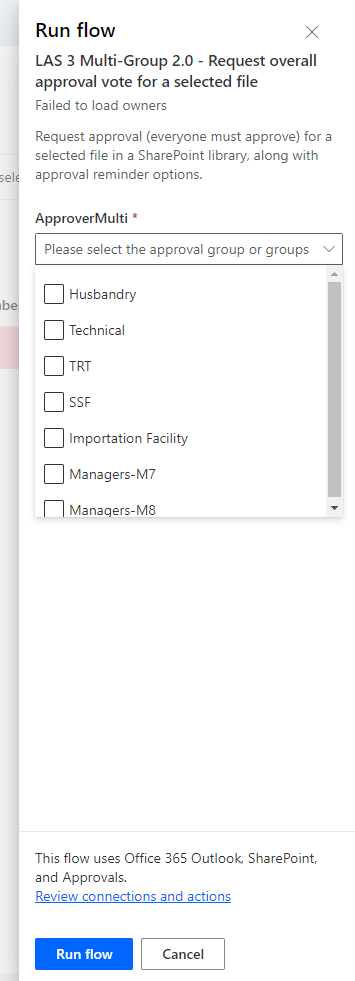 Run flow
LAS 3 Multi-Group 2.0 - Request overall
approval vote for a selected file
Failed to load owners
Request approval (everyone must approve) for a
selected file in a SharePoint library, along with
approval reminder options.
ApproverMulti *
Please select the approval group or groups
Husbandry
Technical
TRT
SSF
Importation Facility
Managers-M7
Managers-M8
This flow uses Office 365 Outlook, SharePoint,
and Approvals.
Review connections and actions
Run flow
Cancel